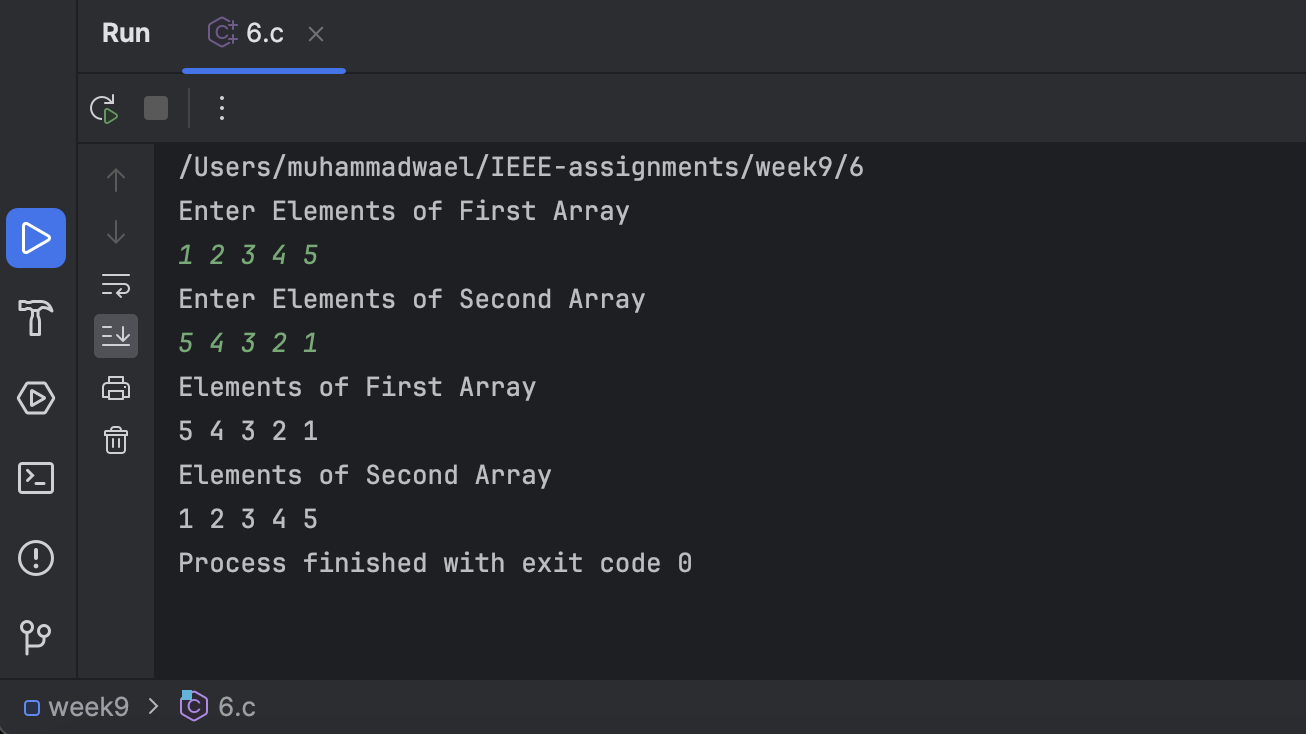 Run 6.c
/Users/muhammadwael/IEEE-assignments/week9/6
Enter Elements of First Array
1 2 3 4 5
Enter Elements of Second Array
5 4 3 2 1
Elements of First Array
5 4 3 2 1
Elements of Second Array
1 2 3 4 5
Process finished with exit code 0
week9 > 6.c